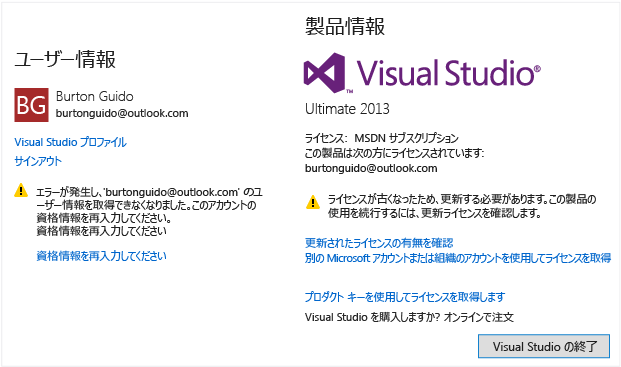 ユーザー情報
BG
Burton Guido
burtonguido@outlook.com
Visual Studio プロファイル
サインアウト
エラーが発生し、'burtonguido@outlook.com' のユ
ーザー情報を取得できなくなりました。このアカウントの
資格情報を再入力してください。
資格情報を再入力してください
資格情報を再入力してください
製品情報
Visual Studio®
Ultimate 2013
ライセンス: MSDN サブスクリプション
この製品は次の方にライセンスされています:
burtonguido@outlook.com
ライセンスが古くなったため、更新する必要があります。この製品の
使用を続行するには、更新ライセンスを確認します。
更新されたライセンスの有無を確認
別の Microsoft アカウントまたは組織のアカウントを使用してライセンスを取得
プロダクト キーを使用してライセンスを取得します
Visual Studio を購入しますか? オンラインで注文
Visual Studio の終了